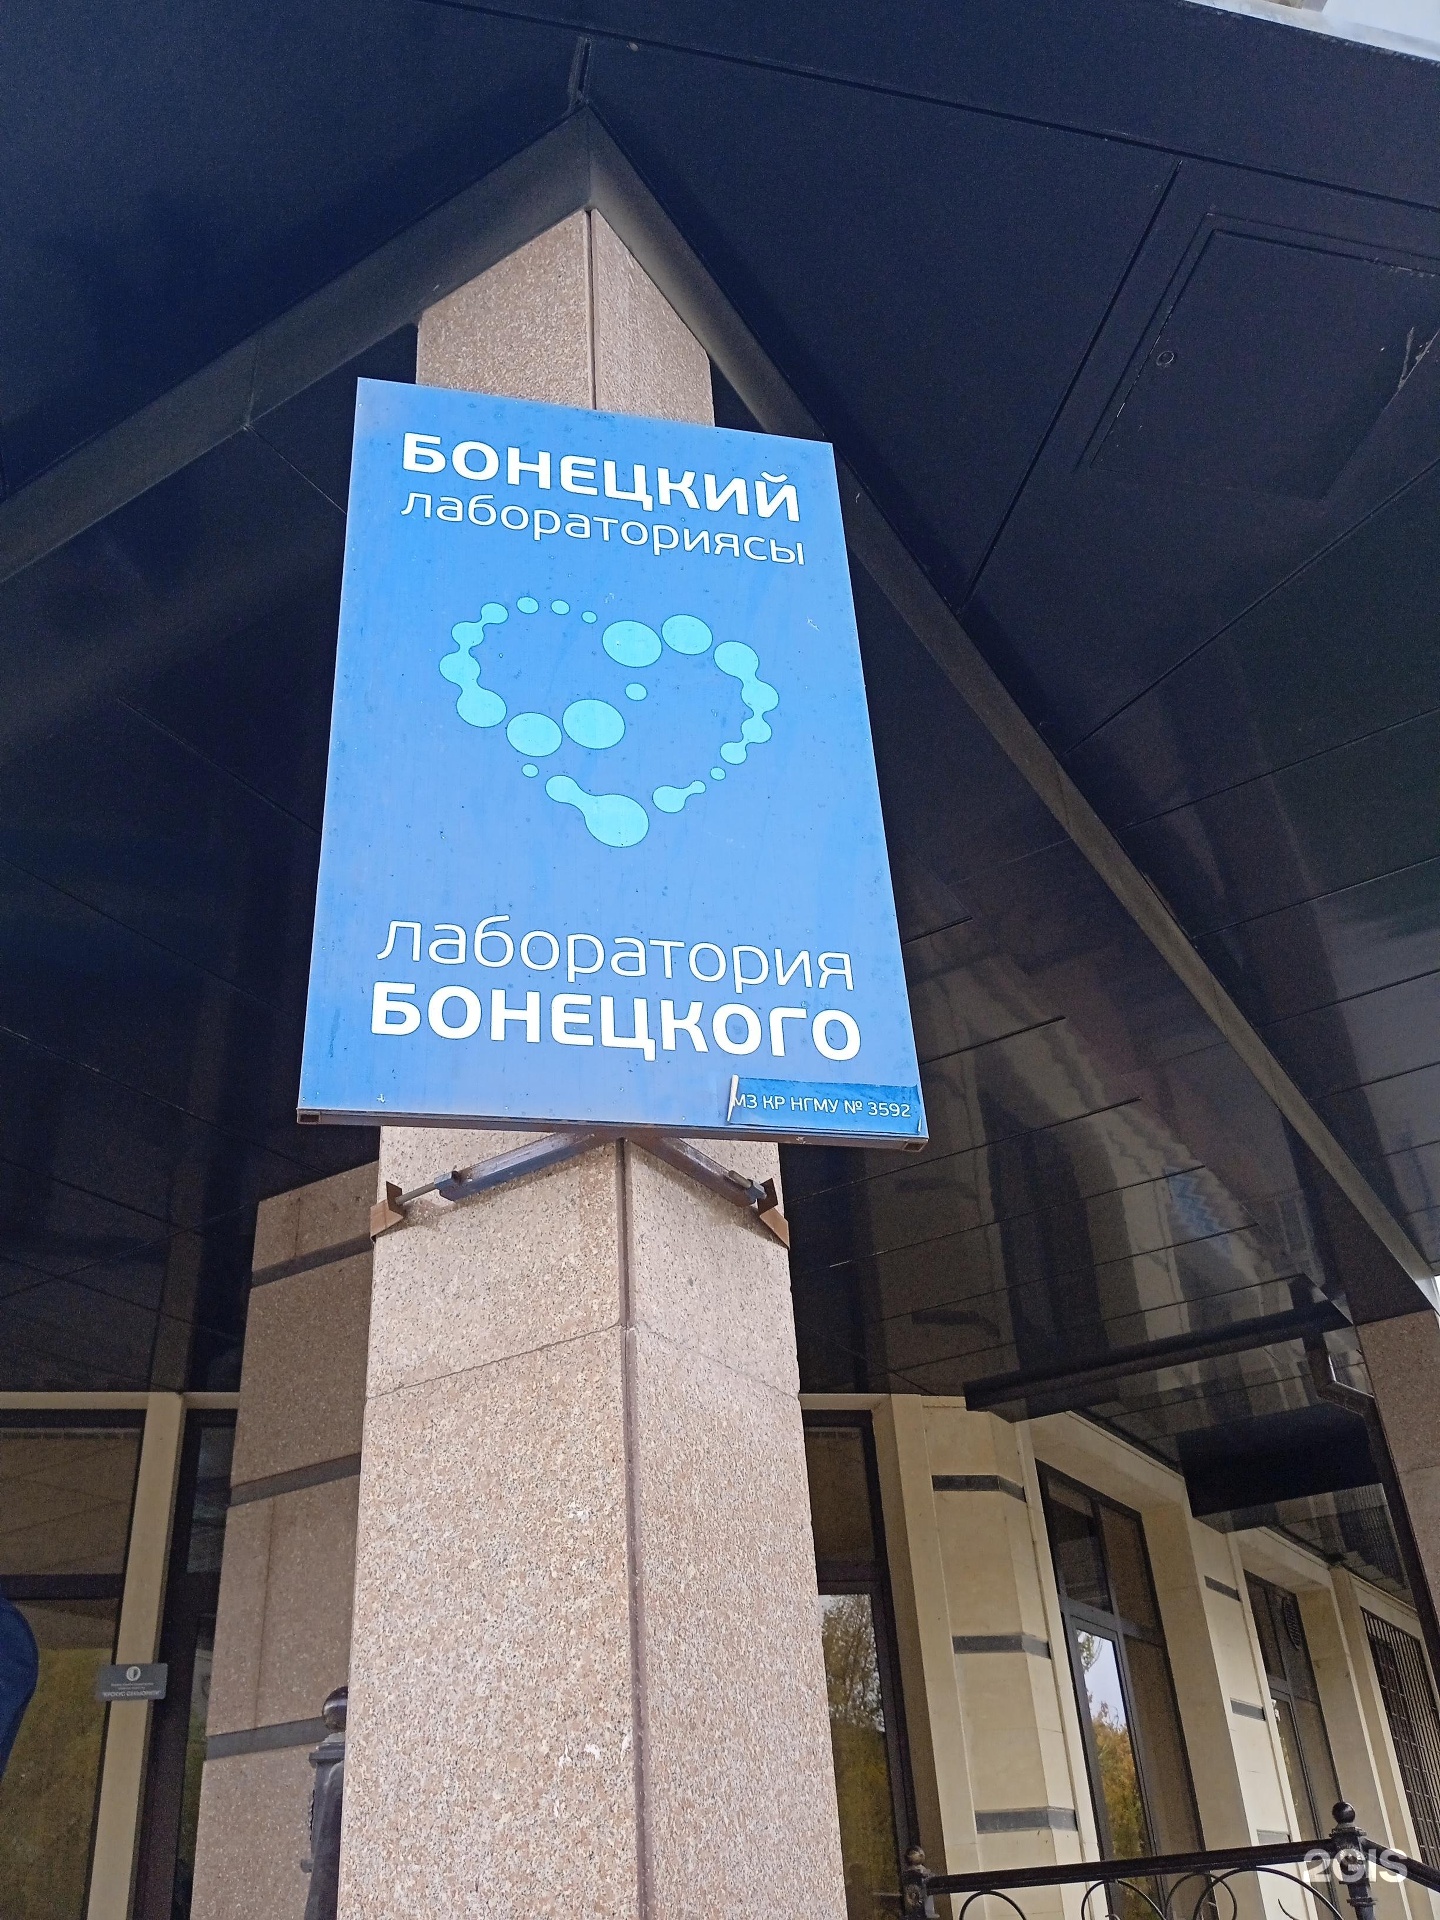 БОНЕЦКИЙ
лабораториясы
лаборатория
БОНЕЦКОГО
МЗ КР НГМУ № 3592
2GIS